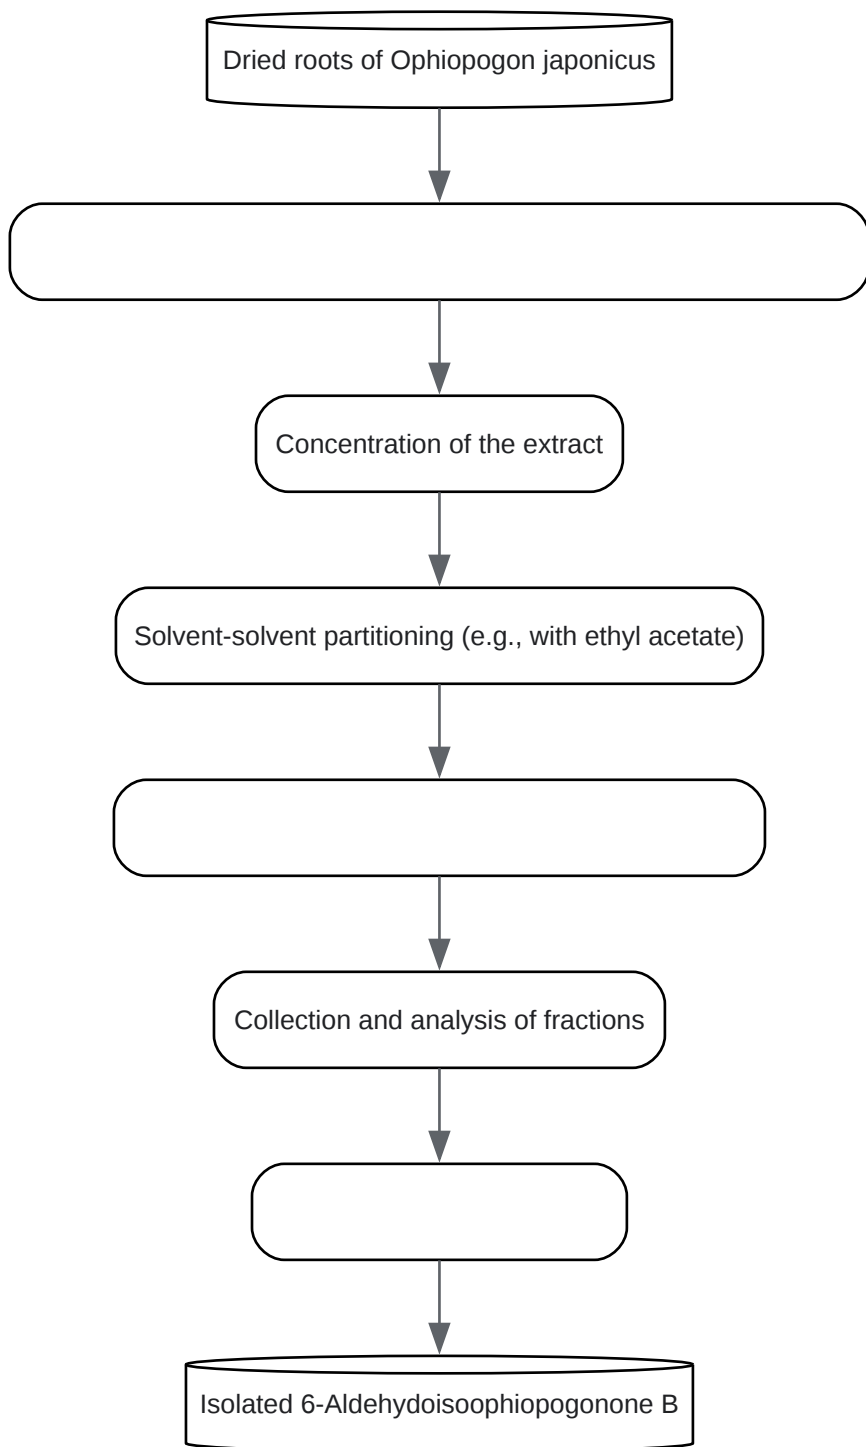 Dried roots of Ophiopogon japonicus
Concentration of the extract
Solvent-solvent partitioning (e.g., with ethyl acetate)
Collection and analysis of fractions
Isolated 6-Aldehydoisoophiopogonone B